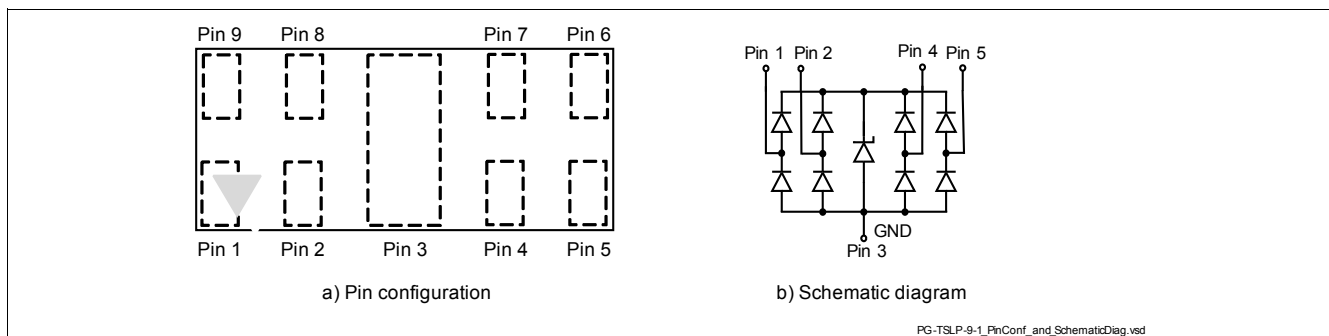 Pin 9 Pin 8 Pin 7 Pin 6
Pin 1 Pin 2 Pin 3 Pin 4 Pin 5
a) Pin configuration
Pin 1 Pin 2 Pin 4 Pin 5
GND
Pin 3
b) Schematic diagram
PG-TSLP-9-1_PinConf_and_SchematicDiag.vsd